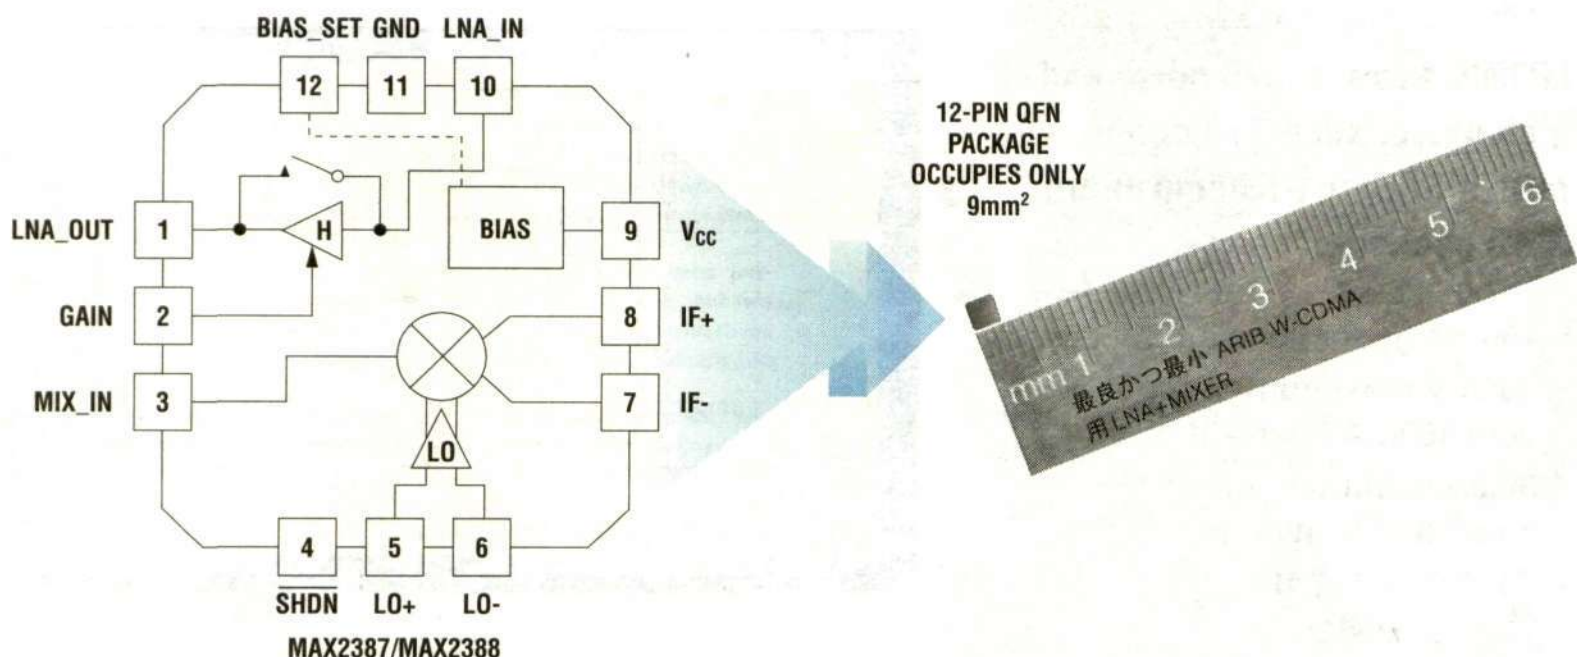 BIAS_SET GND LNA_IN
12 11 10
LNA_OUT 1 H BIAS 9 VCC
GAIN 2 8 IF+
MIX_IN 3 7 IF-
LO
4 5 6
SHDN LO+ LO-
MAX2387/MAX2388
12-PIN QFN
PACKAGE
OCCUPIES ONLY
9mm²
mm 1 2 3 4 5 6
最良かつ最小 ARIB W-CDMA
用 LNA+MIXER